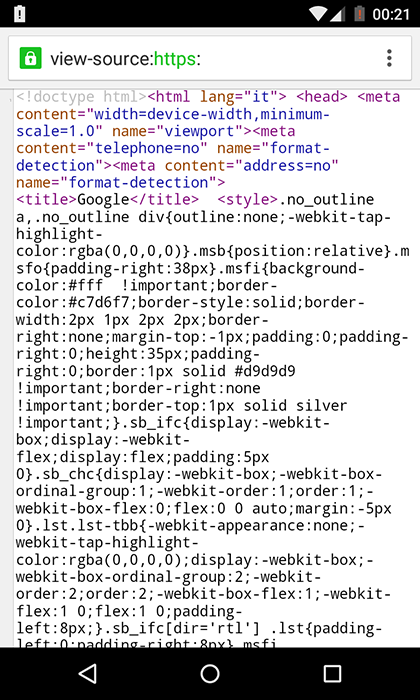 00:21
view-source:https:
<!doctype html><html lang="it"> <head> <meta
content="width=device-width,minimum-
scale=1.0" name="viewport"><meta
content="telephone=no" name="format-
detection"><meta content="address=no"
name="format-detection">
<title>Google</title>  <style>.no_outline
a,.no_outline div{outline:none;-webkit-tap-
highlight-
color:rgba(0,0,0,0)}.msb{position:relative}.m
sfo{padding-right:38px}.msfi{background-
color:#fff  !important;border-
color:#c7d6f7;border-style:solid;border-
width:2px 1px 2px 2px;border-
right:none;margin-top:-1px;padding:0;padding-
right:0;height:35px;padding-
right:0;border:1px solid #d9d9d9
!important;border-right:none
!important;border-top:1px solid silver
!important;}.sb_ifc{display:-webkit-
box;display:-webkit-
flex;display:flex;padding:5px
0}.sb_chc{display:-webkit-box;-webkit-box-
ordinal-group:1;-webkit-order:1;order:1;-
webkit-box-flex:0;flex:0 0 auto;margin:-5px
0}.lst.lst-tbb{-webkit-appearance:none;-
webkit-tap-highlight-
color:rgba(0,0,0,0);display:-webkit-box;-
webkit-box-ordinal-group:2;-webkit-
order:2;order:2;-webkit-box-flex:1;-webkit-
flex:1 0;flex:1 0;padding-
left:8px;}.sb_ifc[dir='rtl'] .lst{padding-
left:0;padding-right:8px}.msfi